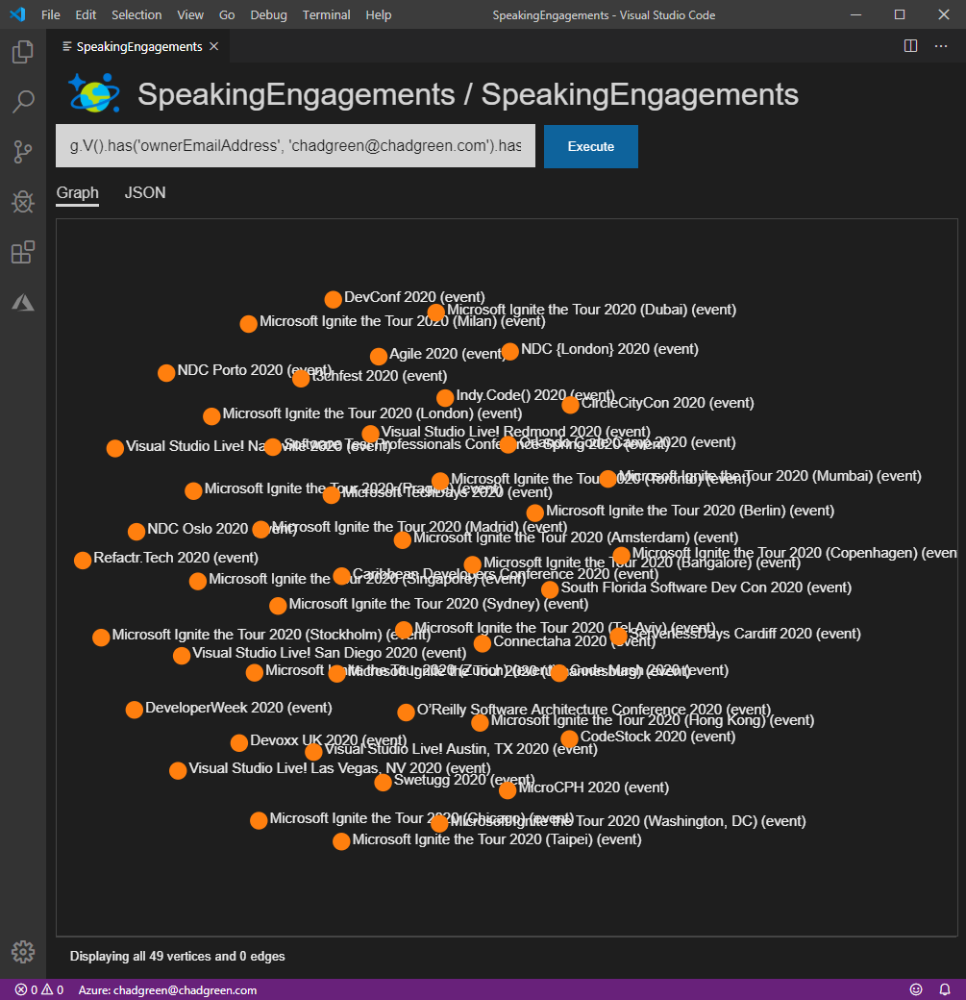 File Edit Selection View Go Debug Terminal Help SpeakingEngagements - Visual Studio Code
SpeakingEngagements
SpeakingEngagements / SpeakingEngagements
g.V().has('ownerEmailAddress', 'chadgreen@chadgreen.com').has
Execute
Graph JSON
DevConf 2020 (event)
Microsoft Ignite the Tour 2020 (Dubai) (event)
Microsoft Ignite the Tour 2020 (Milan) (event)
NDC {London} 2020 (event)
Agile 2020 (event)
NDC Porto 2020 (event)
t3chfest 2020 (event)
Indy.Code() 2020 (event)
CircleCityCon 2020 (event)
Microsoft Ignite the Tour 2020 (London) (event)
Visual Studio Live! Redmond 2020 (event)
Visual Studio Live! Nashville 2020 (event)
Software Test Professionals Conference Spring 2020 (event)
Orlando Code Camp 2020 (event)
Microsoft Ignite the Tour 2020 (Mumbai) (event)
Microsoft Ignite the Tour 2020 (Toronto) (event)
Microsoft Ignite the Tour 2020 (Prague) (event)
Microsoft TechDays 2020 (event)
Microsoft Ignite the Tour 2020 (Berlin) (event)
NDC Oslo 2020 (event)
Microsoft Ignite the Tour 2020 (Madrid) (event)
Microsoft Ignite the Tour 2020 (Amsterdam) (event)
Microsoft Ignite the Tour 2020 (Copenhagen) (even
Refactr.Tech 2020 (event)
Microsoft Ignite the Tour 2020 (Bangalore) (event)
Caribbean Developers Conference 2020 (event)
Microsoft Ignite the Tour 2020 (Singapore) (event)
South Florida Software Dev Con 2020 (event)
Microsoft Ignite the Tour 2020 (Sydney) (event)
Microsoft Ignite the Tour 2020 (Tel Aviv) (event)
Microsoft Ignite the Tour 2020 (Stockholm) (event)
ServerlessDays Cardiff 2020 (event)
Connectaha 2020 (event)
Visual Studio Live! San Diego 2020 (event)
Microsoft Ignite the Tour 2020 (Zurich) (event)
Microsoft Ignite the Tour 2020 (Johannesburg) (event)
Code Mash 2020 (event)
DeveloperWeek 2020 (event)
O'Reilly Software Architecture Conference 2020 (event)
Microsoft Ignite the Tour 2020 (Hong Kong) (event)
CodeStock 2020 (event)
Devoxx UK 2020 (event)
Visual Studio Live! Austin, TX 2020 (event)
Visual Studio Live! Las Vegas, NV 2020 (event)
Swetugg 2020 (event)
MicroCPH 2020 (event)
Microsoft Ignite the Tour 2020 (Chicago) (event)
Microsoft Ignite the Tour 2020 (Washington, DC) (event)
Microsoft Ignite the Tour 2020 (Taipei) (event)
Displaying all 49 vertices and 0 edges
0 0 Azure: chadgreen@chadgreen.com